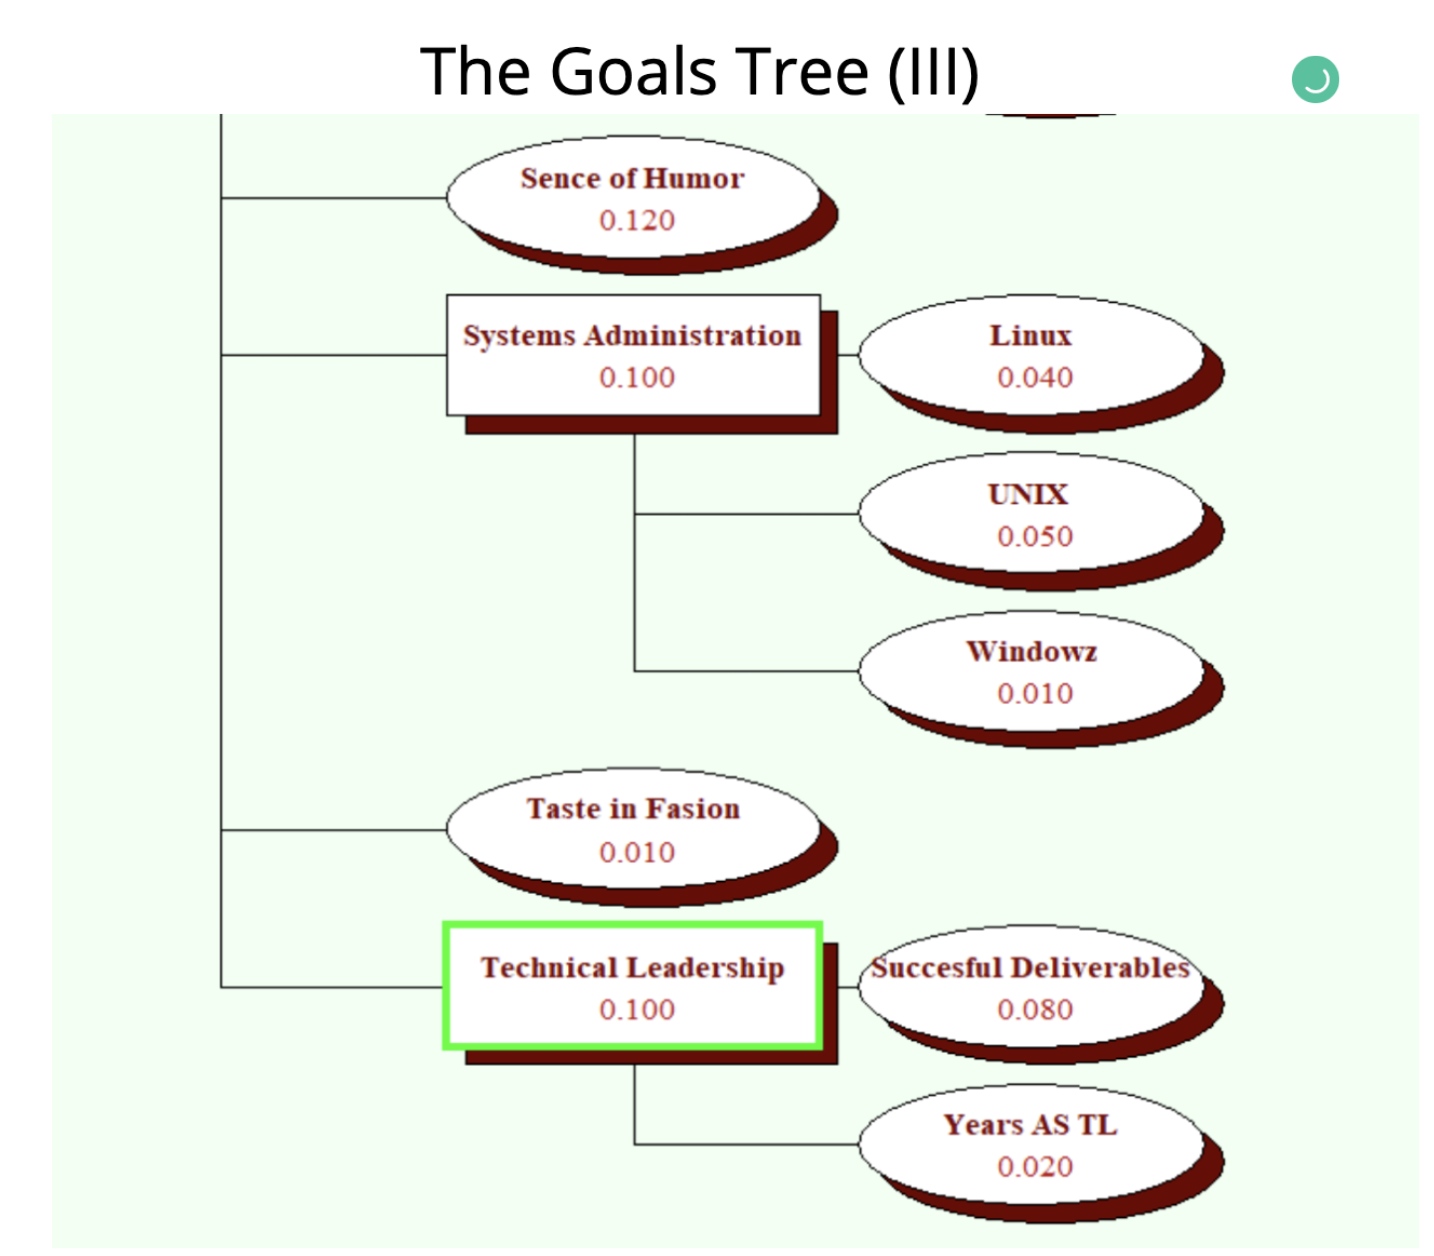 The Goals Tree (III)
Sence of Humor
0.120
Systems Administration
0.100
Linux
0.040
UNIX
0.050
Windowz
0.010
Taste in Fasion
0.010
Technical Leadership
0.100
Succesful Deliverables
0.080
Years AS TL
0.020